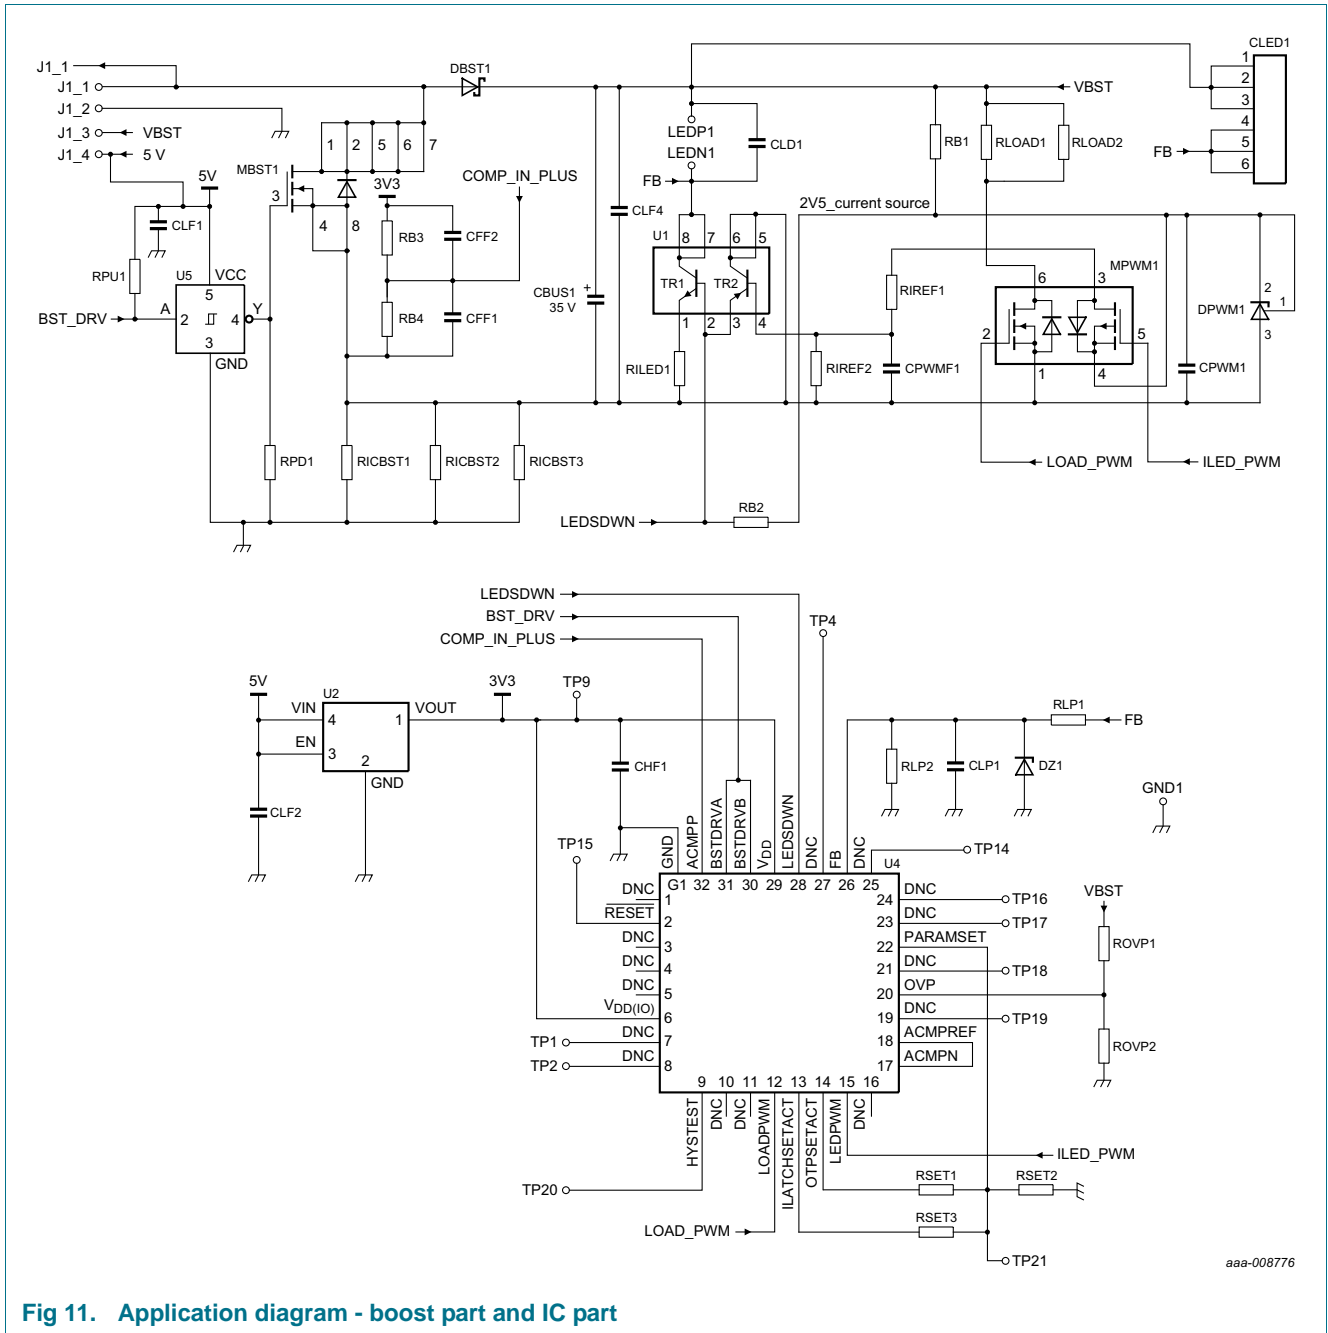 J1_1
J1_1
J1_2
J1_3 VBST
J1_4 5 V
DBST1
VBST
CLED1
1
2
3
4
5
6
FB
1 2 5 6 7
MBST1
3
4 8
3V3
COMP_IN_PLUS
RB3
CFF2
RB4
CFF1
CLF4
CBUS1
+
35 V
LEDP1
LEDN1
CLD1
FB
RB1
RLOAD1
RLOAD2
2V5_current source
5V
CLF1
RPU1
U5
VCC
5
BST_DRV
A
2
4
Y
3
GND
U1
8 7 6 5
TR1
TR2
1 2 3 4
RILED1
RIREF1
RIREF2
CPWMF1
MPWM1
6 3
2
5
1 4
CPWM1
DPWM1
2
1
3
RPD1
RICBST1
RICBST2
RICBST3
LEDSDWN
RB2
LOAD_PWM
ILED_PWM
LEDSDWN
BST_DRV
COMP_IN_PLUS
TP4
5V
U2
VIN
4
1
VOUT
EN
3
2
GND
CLF2
3V3
TP9
CHF1
RLP1
FB
RLP2
CLP1
DZ1
GND1
TP15
GND
ACMPP
BSTDRVA
BSTDRVB
VDD
LEDSDWN
DNC
FB
DNC
TP14
U4
G1 32 31 30 29 28 27 26 25
DNC
1
RESET
2
DNC
3
DNC
4
DNC
5
VDD(IO)
6
TP1
DNC
7
TP2
DNC
8
24
DNC
TP16
23
DNC
TP17
22
PARAMSET
21
DNC
TP18
20
OVP
19
DNC
TP19
18
ACMPREF
17
ACMPN
VBST
ROVP1
ROVP2
9 10 11 12 13 14 15 16
HYSTEST
DNC
DNC
LOADPWM
ILATCHSETACT
OTPSETACT
LEDPWM
DNC
ILED_PWM
TP20
RSET1
RSET2
LOAD_PWM
RSET3
TP21
aaa-008776
Fig 11. Application diagram - boost part and IC part